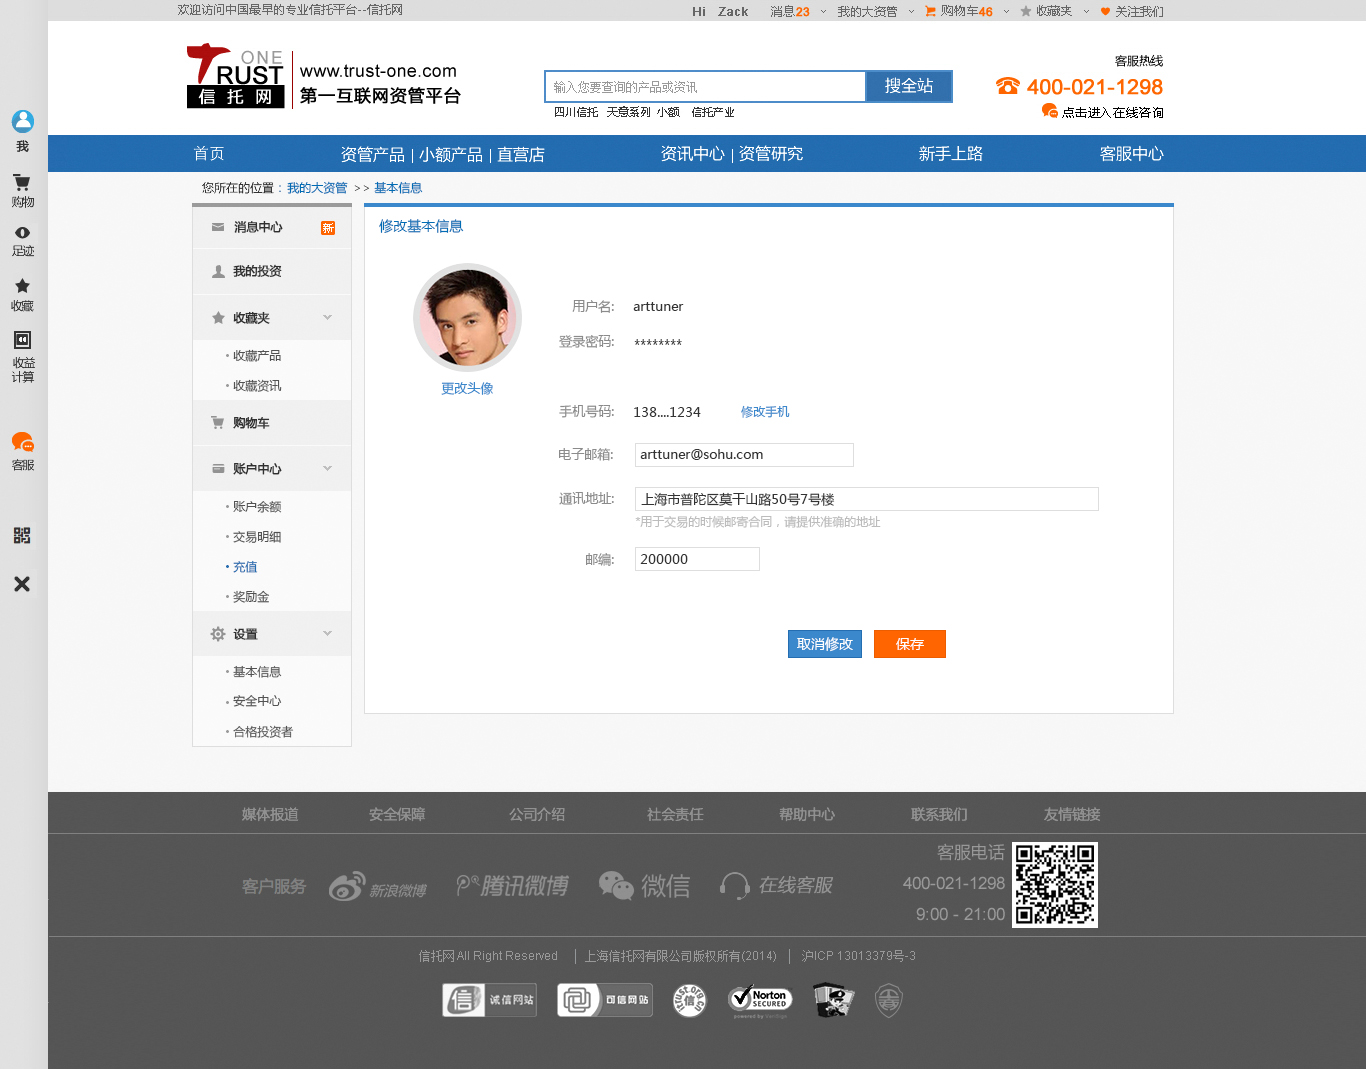 欢迎访问中国最早的专业信托平台--信托网
Hi Zack 消息23 我的大资管 购物车46 收藏夹 关注我们
ONE
TRUST
信托网
www.trust-one.com
第一互联网资管平台
输入您要查询的产品或资讯
搜全站
四川信托 天意系列 小额 信托产业
客服热线
400-021-1298
点击进入在线咨询
首页 资管产品 | 小额产品 | 直营店 资讯中心 | 资管研究 新手上路 客服中心
我
购物
足迹
收藏
收益
计算
客服
您所在的位置：我的大资管 >> 基本信息
消息中心 新
我的投资
收藏夹
· 收藏产品
· 收藏资讯
购物车
账户中心
· 账户余额
· 交易明细
· 充值
· 奖励金
设置
· 基本信息
· 安全中心
· 合格投资者
修改基本信息
更改头像
用户名: arttuner
登录密码: ********
手机号码: 138....1234 修改手机
电子邮箱: arttuner@sohu.com
通讯地址: 上海市普陀区莫干山路50号7号楼
*用于交易的时候邮寄合同，请提供准确的地址
邮编: 200000
取消修改 保存
媒体报道 安全保障 公司介绍 社会责任 帮助中心 联系我们 友情链接
客户服务 新浪微博 腾讯微博 微信 在线客服
客服电话
400-021-1298
9:00 - 21:00
信托网 All Right Reserved | 上海信托网有限公司版权所有(2014) | 沪ICP 13013379号-3
信 诚信网站
可信网站
trust.org.cn 信
Norton
SECURED
powered by